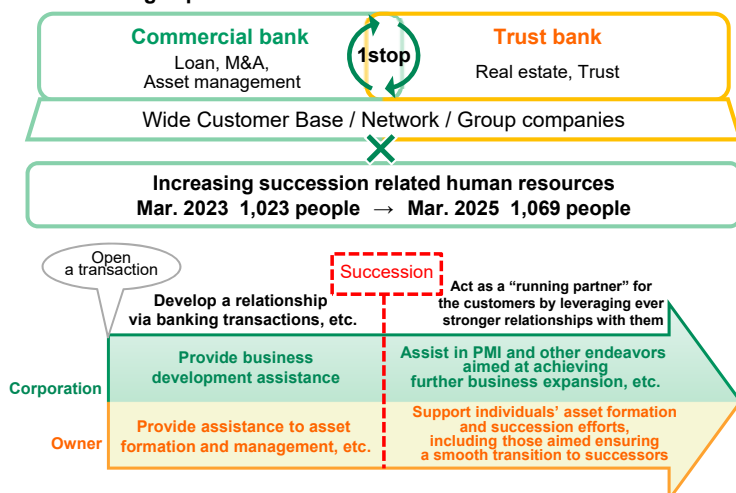 Commercial bank
Loan, M&A,
Asset management
1stop
Trust bank
Real estate, Trust
Wide Customer Base / Network / Group companies
×
Increasing succession related human resources
Mar. 2023 1,023 people → Mar. 2025 1,069 people
Open
a transaction
Succession
Develop a relationship
via banking transactions, etc.
Act as a “running partner” for
the customers by leveraging ever
stronger relationships with them
Corporation
Provide business
development assistance
Assist in PMI and other endeavors
aimed at achieving
further business expansion, etc.
Owner
Provide assistance to asset
formation and management, etc.
Support individuals’ asset formation
and succession efforts,
including those aimed ensuring
a smooth transition to successors